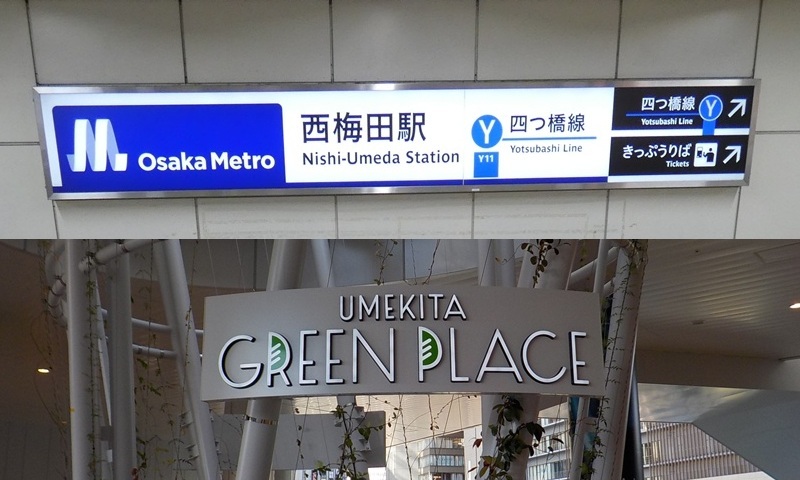 Osaka Metro
西梅田駅
Nishi-Umeda Station
Y
Y11
四つ橋線
Yotsubashi Line
四つ橋線
Yotsubashi Line
Y
きっぷうりば
Tickets
UMEKITA
GREEN PLACE